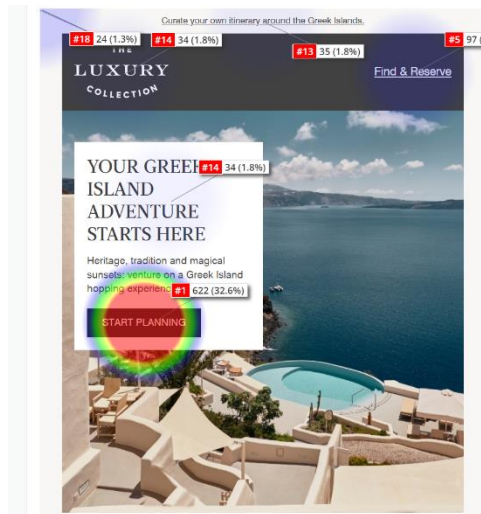 Curate your own itinerary around the Greek Islands.
#18 24 (1.3%)
#14 34 (1.8%)
#13 35 (1.8%)
#5 97
THE
LUXURY
COLLECTION
Find & Reserve
YOUR GREEK
#14 34 (1.8%)
ISLAND
ADVENTURE
STARTS HERE
Heritage, tradition and magical
sunsets: venture on a Greek Island
hopping experience
#1 622 (32.6%)
START PLANNING